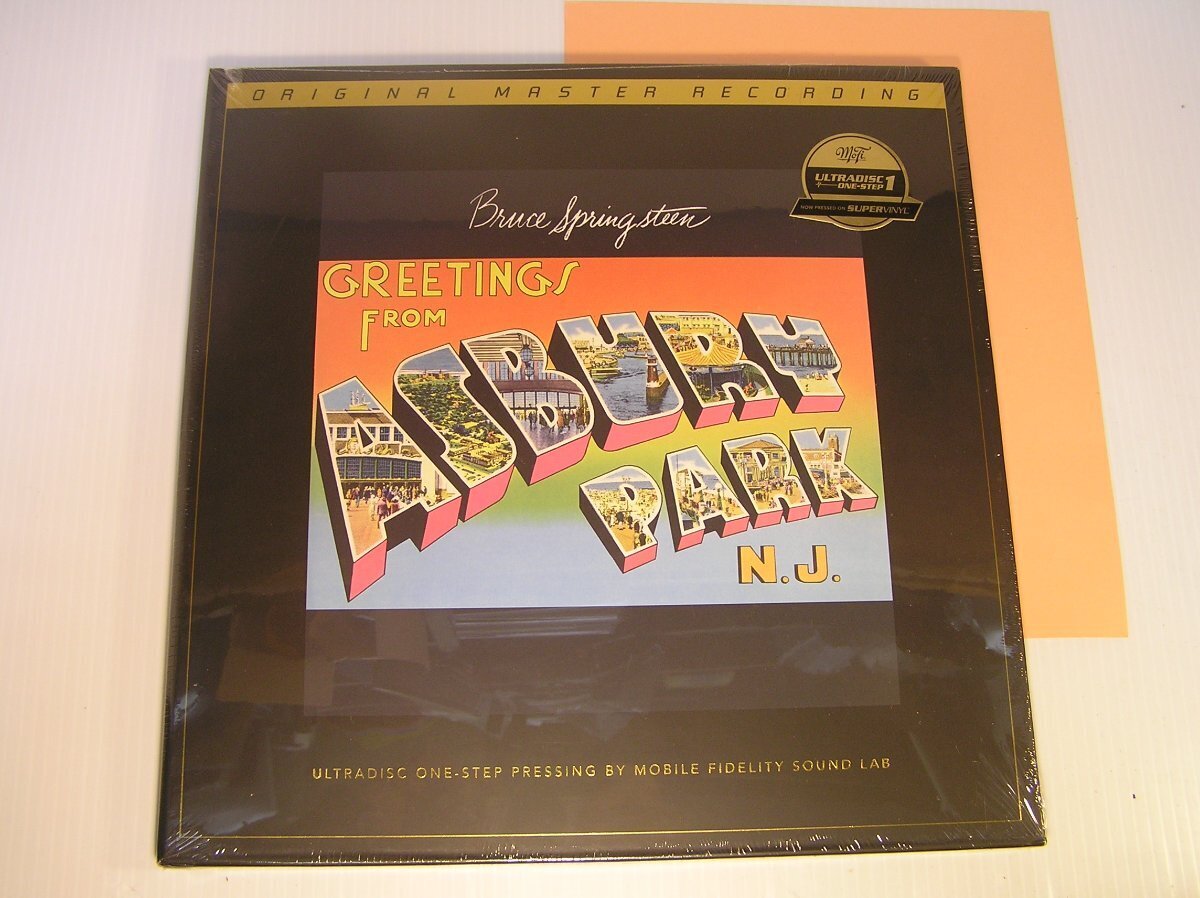 ORIGINAL MASTER RECORDING
MoFi
ULTRADISC
ONE-STEP 1
NOW PRESSED ON SUPERVINYL
Bruce Springsteen
GREETINGS
FROM
ASBURY
PARK
N.J.
ULTRADISC ONE-STEP PRESSING BY MOBILE FIDELITY SOUND LAB